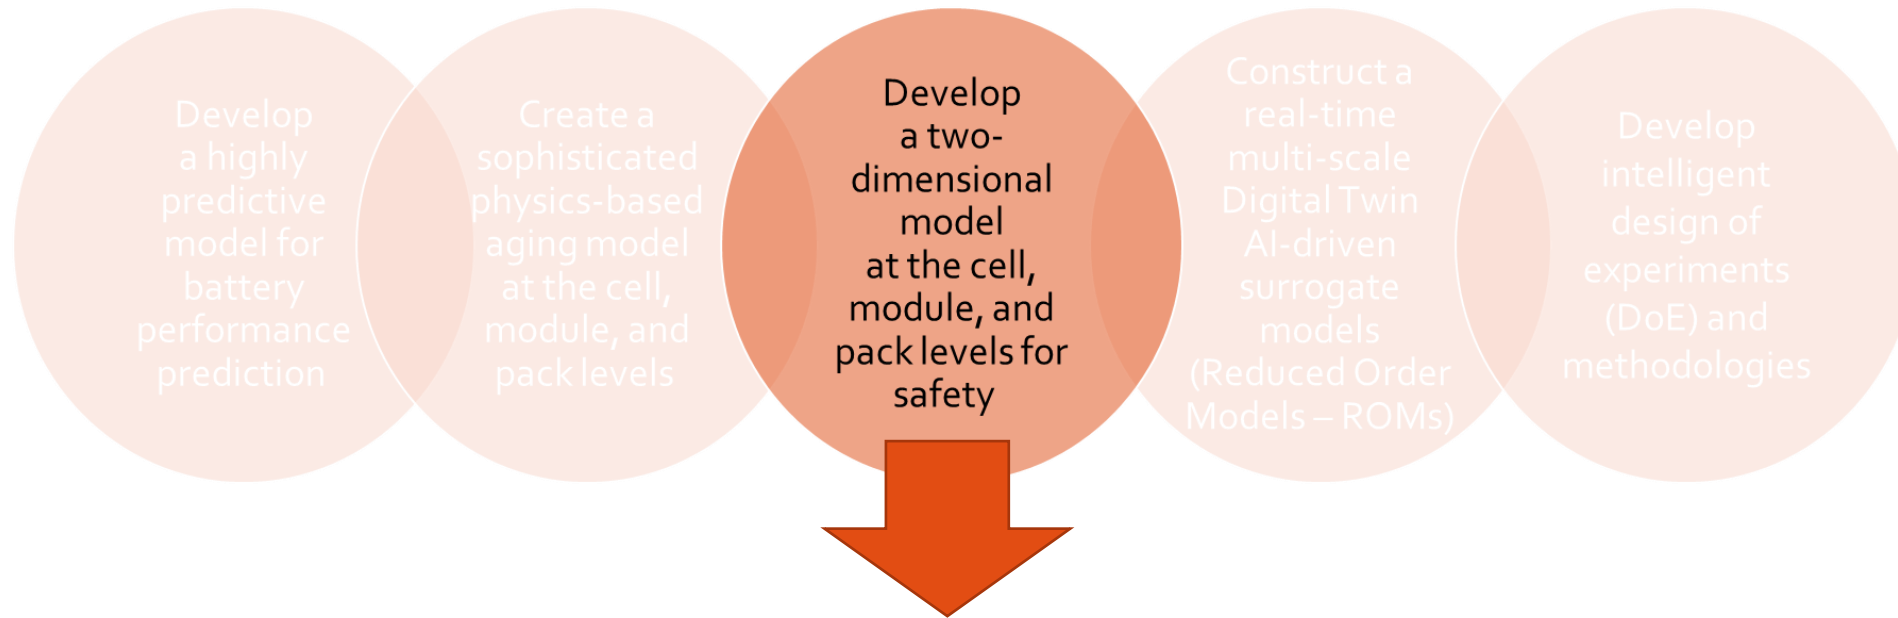 Develop
a highly
predictive
model for
battery
performance
prediction
Create a
sophisticated
physics-based
aging model
at the cell,
module, and
pack levels
Develop
a two-
dimensional
model
at the cell,
module, and
pack levels for
safety
Construct a
real-time
multi-scale
Digital Twin
AI-driven
surrogate
models
(Reduced Order
Models – ROMs)
Develop
intelligent
design of
experiments
(DoE) and
methodologies